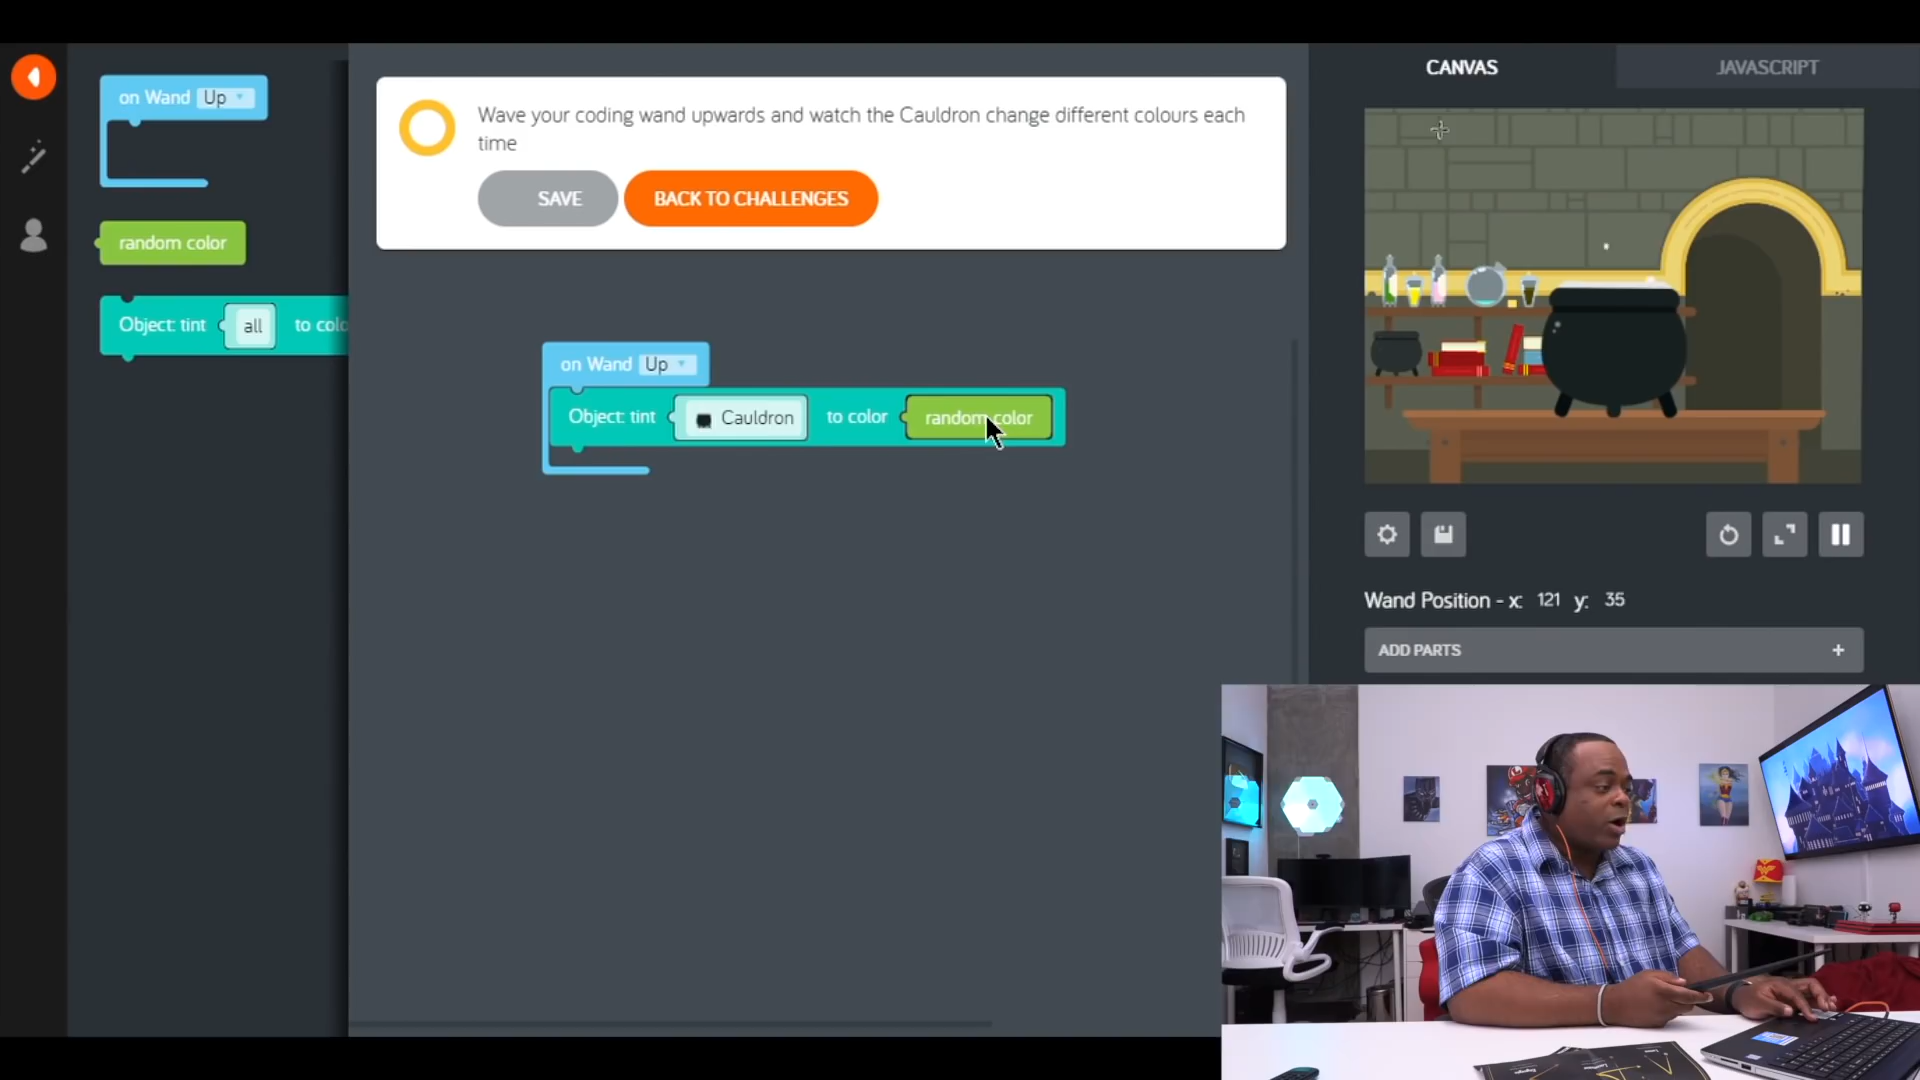 on Wand Up
random color
Object: tint all to colo
Wave your coding wand upwards and watch the Cauldron change different colours each
time
SAVE
BACK TO CHALLENGES
on Wand Up
Object: tint Cauldron to color random color
CANVAS
JAVASCRIPT
Wand Position - x: 121 y: 35
ADD PARTS +